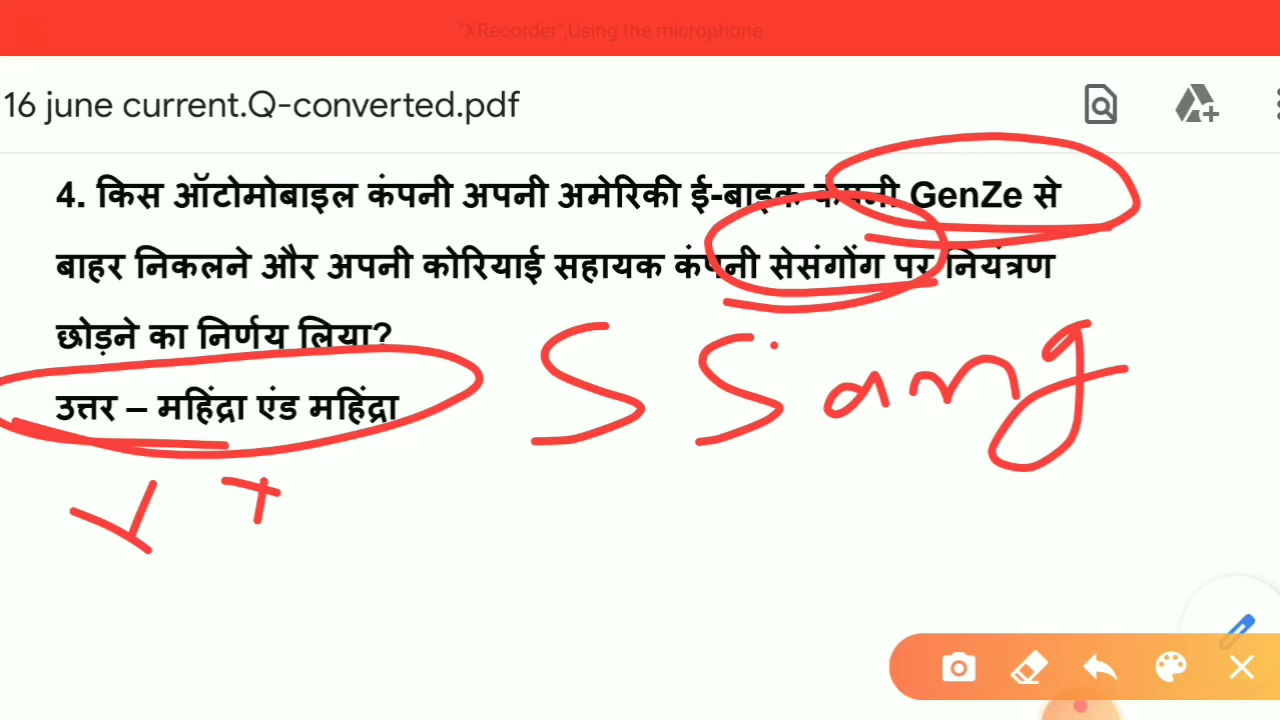 "XRecorder",Using the microphone
16 june current.Q-converted.pdf
4. किस ऑटोमोबाइल कंपनी अपनी अमेरिकी ई-बाइक कंपनी GenZe से
बाहर निकलने और अपनी कोरियाई सहायक कंपनी सेसंगोंग पर नियंत्रण
छोड़ने का निर्णय लिया?
उत्तर – महिंद्रा एंड महिंद्रा
SSang